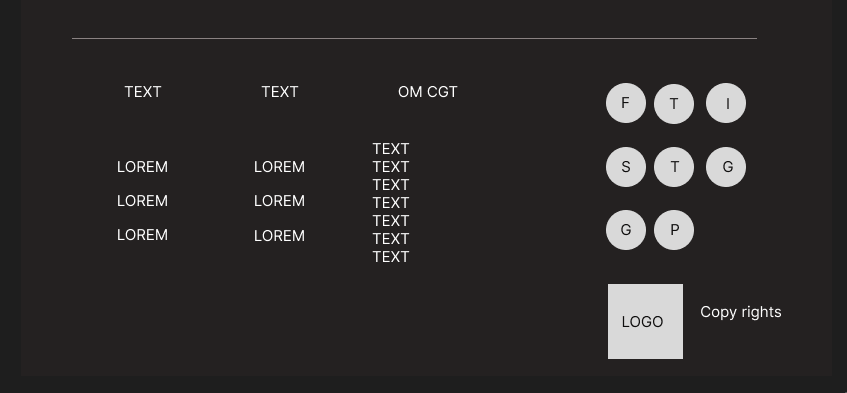 TEXT
TEXT
OM CGT
LOREM
LOREM
LOREM
LOREM
LOREM
LOREM
TEXT
TEXT
TEXT
TEXT
TEXT
TEXT
TEXT
F T I
S T G
G P
LOGO
Copy rights